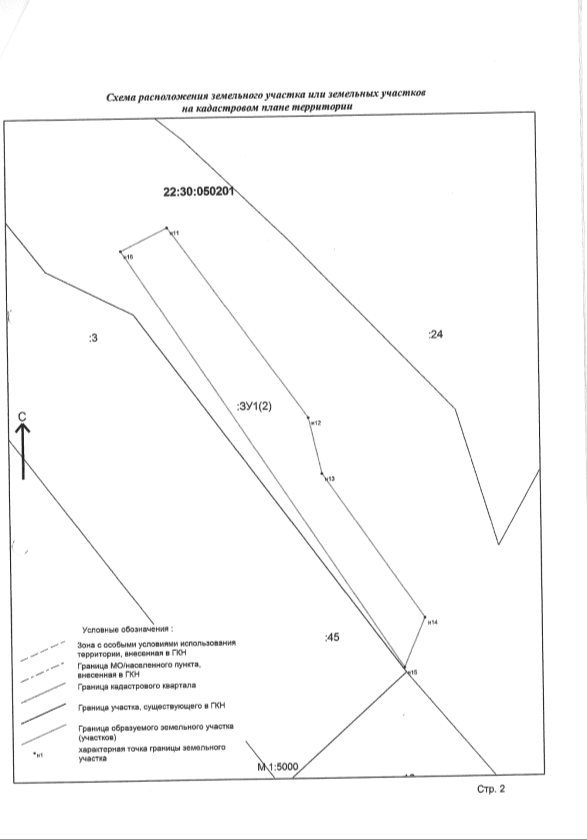 Схема расположения земельного участка или земельных участков
на кадастровом плане территории
22:30:050201
н11
н16
:3
:24
:ЗУ1(2)
С
н12
н13
н14
:45
н15
Условные обозначения :
Зона с особыми условиями использования
территории, внесенная в ГКН
Граница МО/населенного пункта,
внесенная в ГКН
Граница кадастрового квартала
Граница участка, существующего в ГКН
Граница образуемого земельного участка
(участков)
н1
характерная точка границы земельного
участка
М 1:5000
Стр. 2